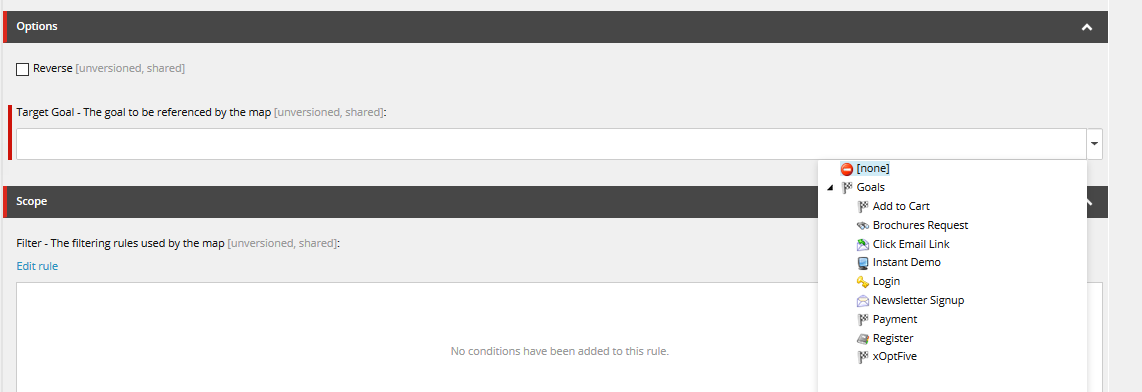 Options
Reverse [unversioned, shared]
Target Goal - The goal to be referenced by the map [unversioned, shared]:
[none]
Goals
Scope
Add to Cart
Brochures Request
Filter - The filtering rules used by the map [unversioned, shared]:
Click Email Link
Edit rule
Instant Demo
Login
Newsletter Signup
Payment
Register
No conditions have been added to this rule.
xOptFive